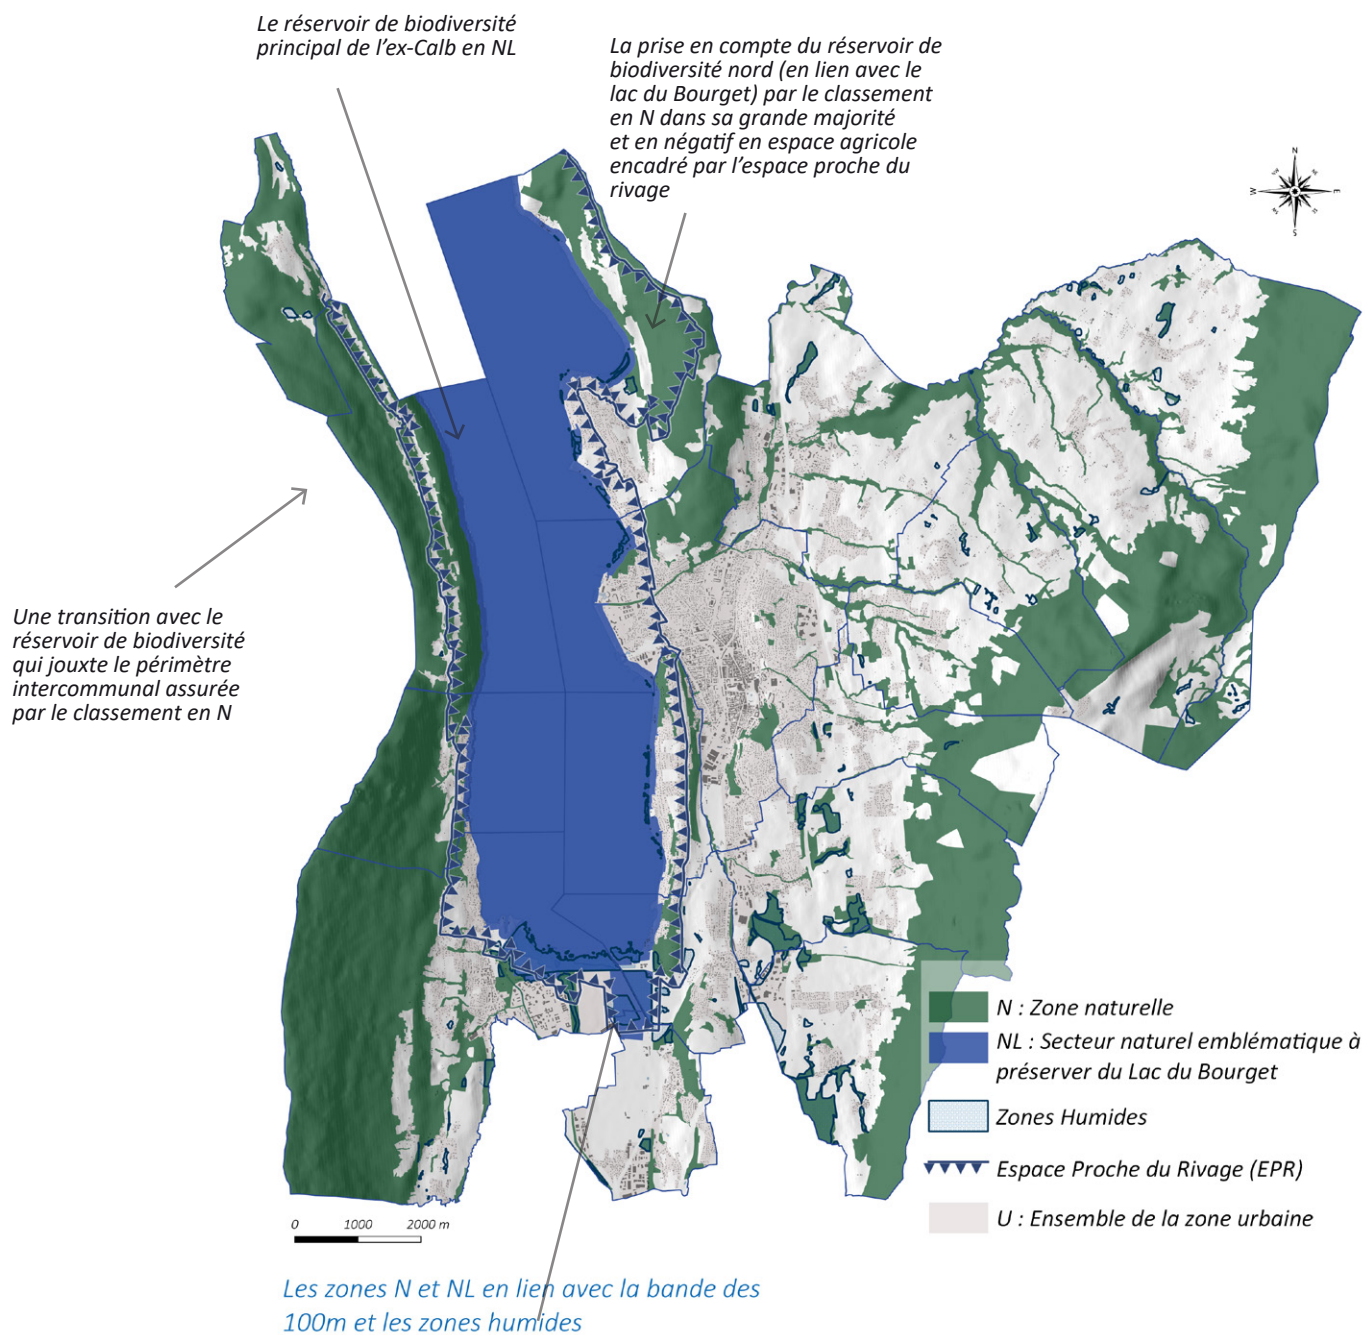 Le réservoir de biodiversité
principal de l'ex-Calb en NL
La prise en compte du réservoir de
biodiversité nord (en lien avec le
lac du Bourget) par le classement
en N dans sa grande majorité
et en négatif en espace agricole
encadré par l'espace proche du
rivage
N
E
S
W
Une transition avec le
réservoir de biodiversité
qui jouxte le périmètre
intercommunal assurée
par le classement en N
N : Zone naturelle
NL : Secteur naturel emblématique à
préserver du Lac du Bourget
Zones Humides
Espace Proche du Rivage (EPR)
U : Ensemble de la zone urbaine
0 1000 2000 m
Les zones N et NL en lien avec la bande des
100m et les zones humides